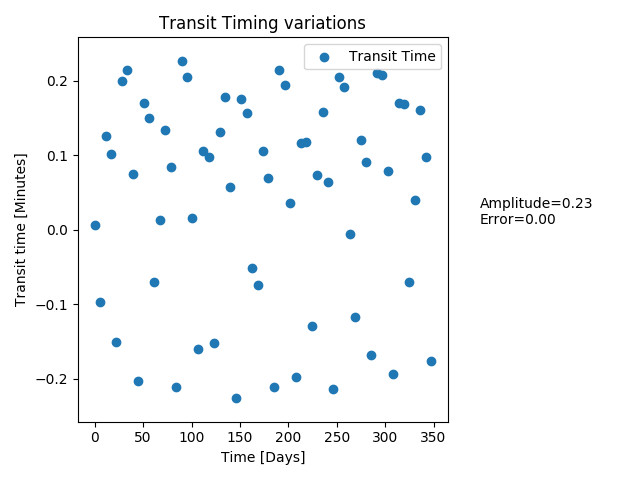 Transit Timing variations
Transit Time
Transit time [Minutes]
0.2
0.1
0.0
−0.1
−0.2
0 50 100 150 200 250 300 350
Time [Days]
Amplitude=0.23
Error=0.00